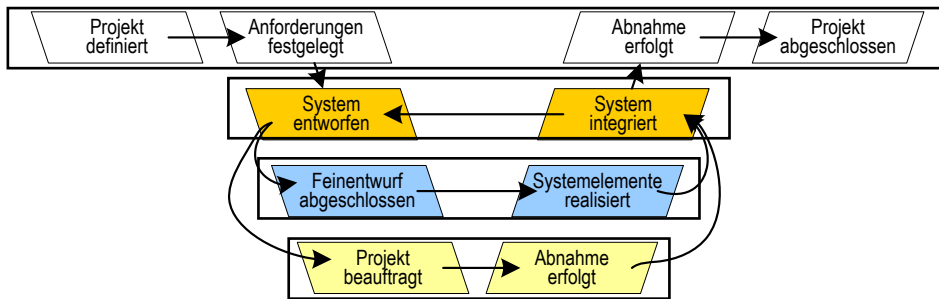 Projekt
definiert
Anforderungen
festgelegt
Abnahme
erfolgt
Projekt
abgeschlossen
System
entworfen
System
integriert
Feinentwurf
abgeschlossen
Systemelemente
realisiert
Projekt
beauftragt
Abnahme
erfolgt